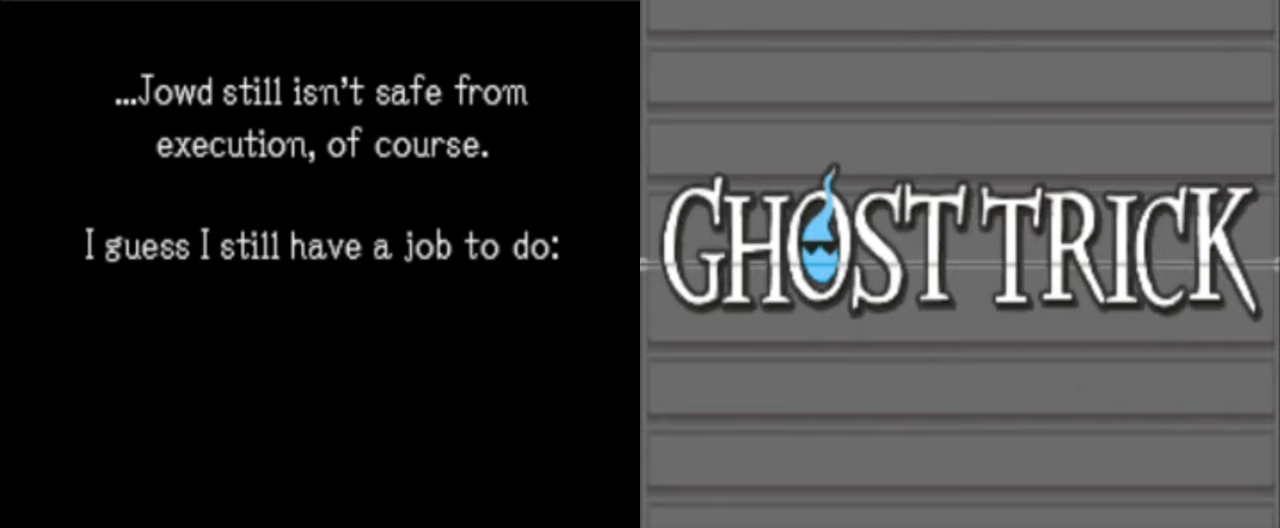 ...Jowd still isn't safe from
execution, of course.
I guess I still have a job to do:
GHOST TRICK